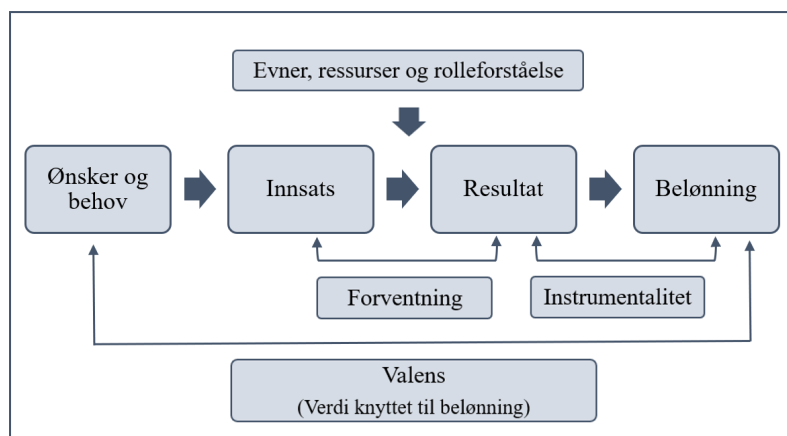 Evner, ressurser og rolleforståelse
Ønsker og
behov
Innsats
Resultat
Belønning
Forventning
Instrumentalitet
Valens
(Verdi knyttet til belønning)